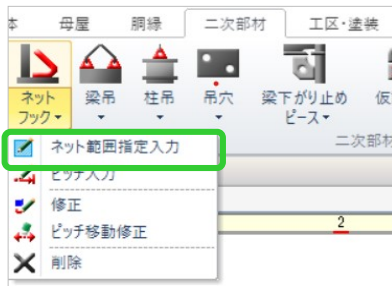 母屋 胴縁 二次部材 工区・塗装
ネット
フック 梁吊 柱吊 吊穴 梁下がり止め
ピース
二次部材
ネット範囲指定入力
ピッチ入力
2
修正
ピッチ移動修正
削除